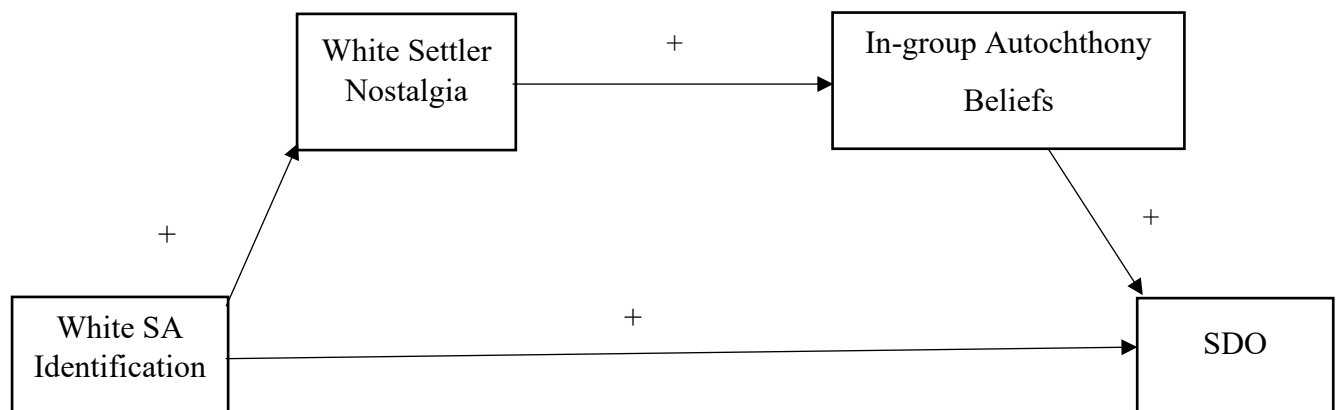 White Settler
Nostalgia
+
In-group Autochthony
Beliefs
+
+
White SA
Identification
+
SDO